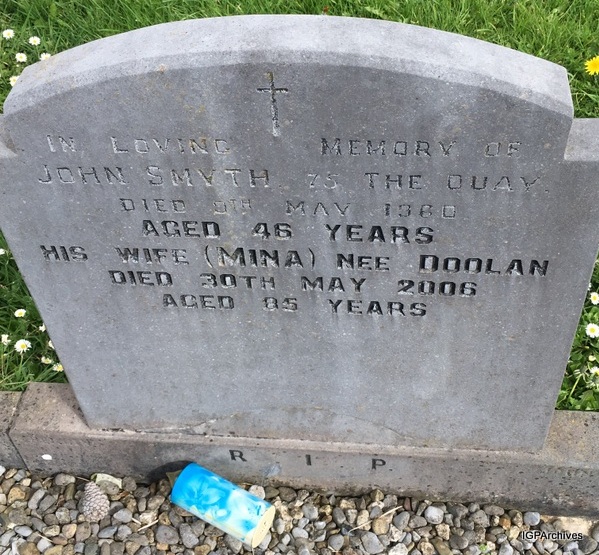 IN LOVING MEMORY OF
JOHN SMYTH, 75 THE QUAY,
DIED 9TH MAY 1960
AGED 46 YEARS
HIS WIFE (MINA) NEE DOOLAN
DIED 30TH MAY 2006
AGED 85 YEARS
R I P
IGPArchives